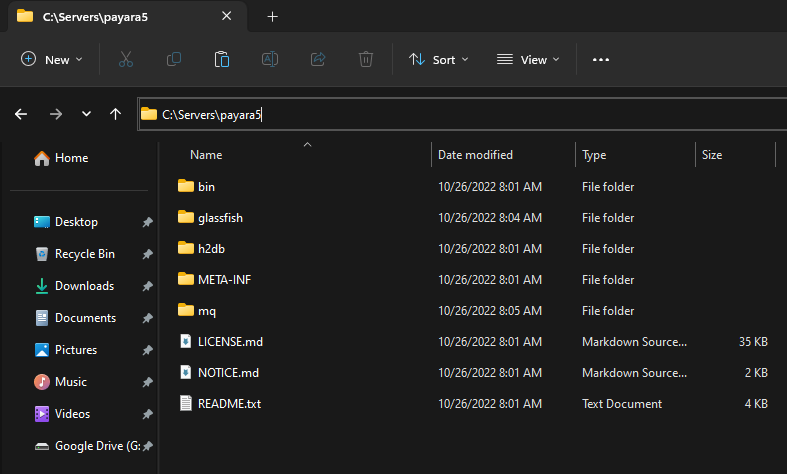 C:\Servers\payara5
New
Sort
View
C:\Servers\payara5
Home
Desktop
Recycle Bin
Downloads
Documents
Pictures
Music
Videos
Google Drive (G:
Name Date modified Type Size
bin 10/26/2022 8:01 AM File folder
glassfish 10/26/2022 8:04 AM File folder
h2db 10/26/2022 8:01 AM File folder
META-INF 10/26/2022 8:01 AM File folder
mq 10/26/2022 8:05 AM File folder
LICENSE.md 10/26/2022 8:01 AM Markdown Source... 35 KB
NOTICE.md 10/26/2022 8:01 AM Markdown Source... 2 KB
README.txt 10/26/2022 8:01 AM Text Document 4 KB